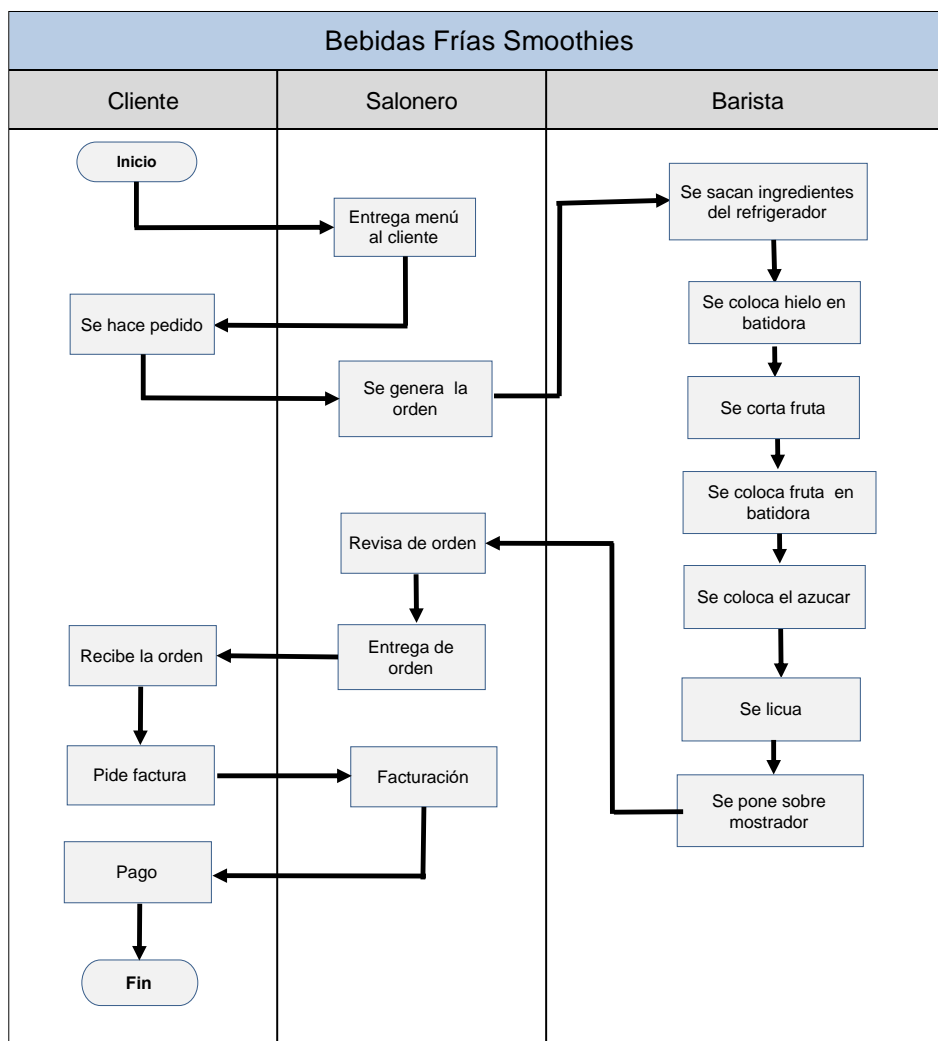 Bebidas Frías Smoothies
Cliente
Salonero
Barista
Inicio
Entrega menú
al cliente
Se hace pedido
Se genera la
orden
Se sacan ingredientes
del refrigerador
Se coloca hielo en
batidora
Se corta fruta
Se coloca fruta en
batidora
Se coloca el azucar
Se licua
Se pone sobre
mostrador
Revisa de orden
Entrega de
orden
Recibe la orden
Pide factura
Facturación
Pago
Fin